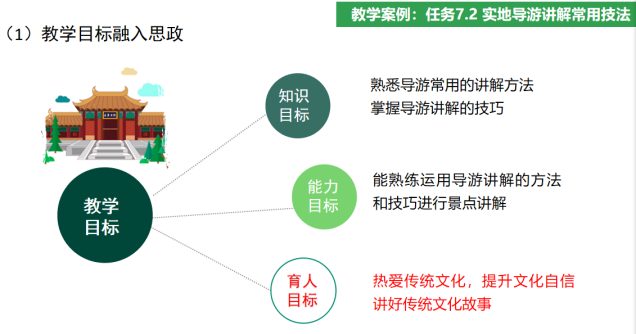 教学案例：任务7.2 实地导游讲解常用技法
（1）教学目标融入思政
知识
目标
熟悉导游常用的讲解方法
掌握导游讲解的技巧
教学
目标
能力
目标
能熟练运用导游讲解的方法
和技巧进行景点讲解
育人
目标
热爱传统文化，提升文化自信
讲好传统文化故事